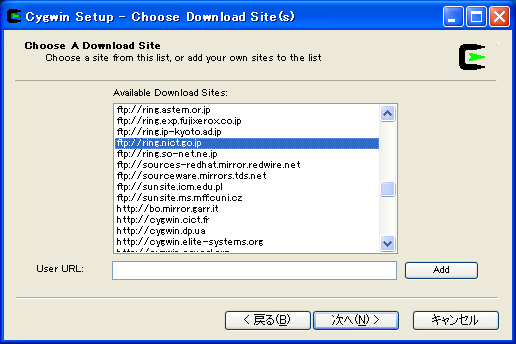 Cygwin Setup - Choose Download Site(s)
Choose A Download Site
Choose a site from this list, or add your own sites to the list
Available Download Sites:
ftp://ring.astem.or.jp
ftp://ring.exp.fujixerox.co.jp
ftp://ring.ip-kyoto.ad.jp
ftp://ring.nict.go.jp
ftp://ring.so-net.ne.jp
ftp://sources-redhat.mirror.redwire.net
ftp://sourceware.mirrors.tds.net
ftp://sunsite.icm.edu.pl
ftp://sunsite.ms.mff.cuni.cz
http://bo.mirror.garr.it
http://cygwin.cict.fr
http://cygwin.dp.ua
http://cygwin.elite-systems.org
User URL:
Add
< 戻る(B)
次へ(N) >
キャンセル